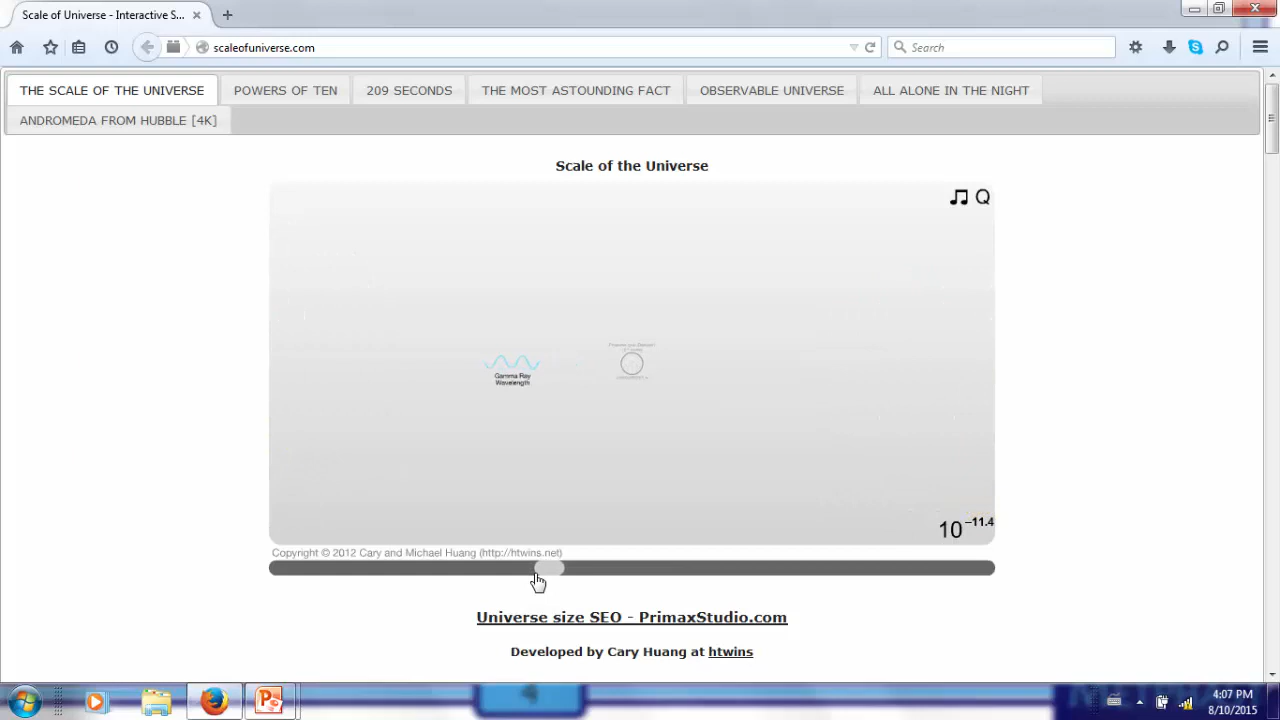 Scale of Universe - Interactive S...
scaleofuniverse.com
Search
THE SCALE OF THE UNIVERSE
POWERS OF TEN
209 SECONDS
THE MOST ASTOUNDING FACT
OBSERVABLE UNIVERSE
ALL ALONE IN THE NIGHT
ANDROMEDA FROM HUBBLE [4K]
Scale of the Universe
Q
Gamma Ray
Wavelength
10 -11.4
Copyright © 2012 Cary and Michael Huang (http://htwins.net)
Universe size SEO - PrimaxStudio.com
Developed by Cary Huang at htwins
4:07 PM
8/10/2015